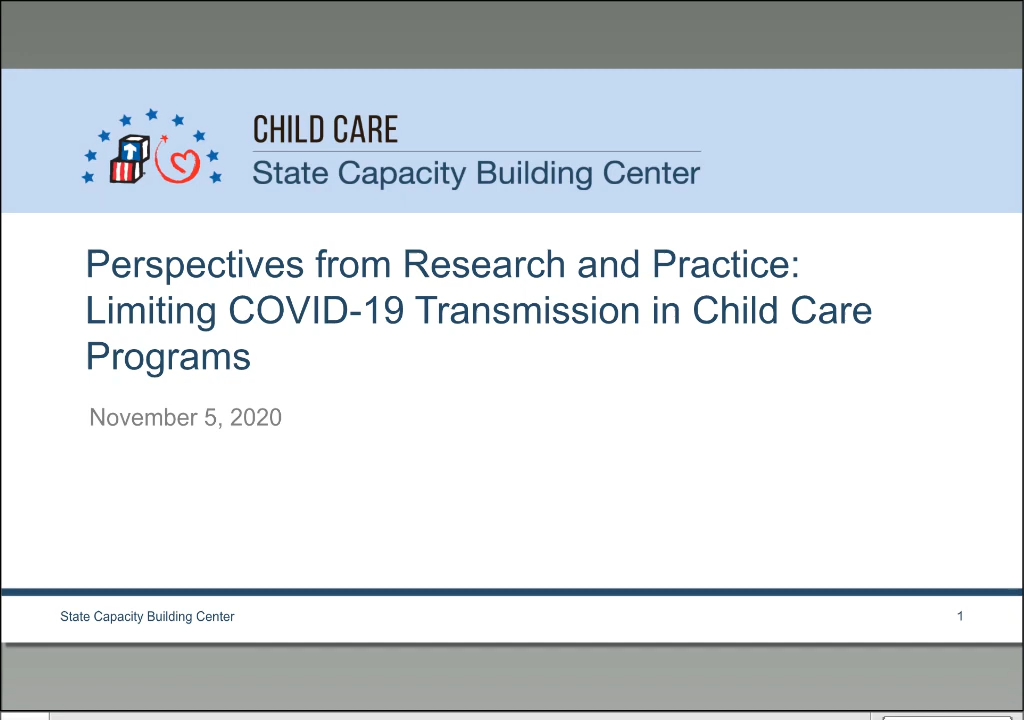 CHILD CARE
State Capacity Building Center
Perspectives from Research and Practice:
Limiting COVID-19 Transmission in Child Care
Programs
November 5, 2020
State Capacity Building Center
1